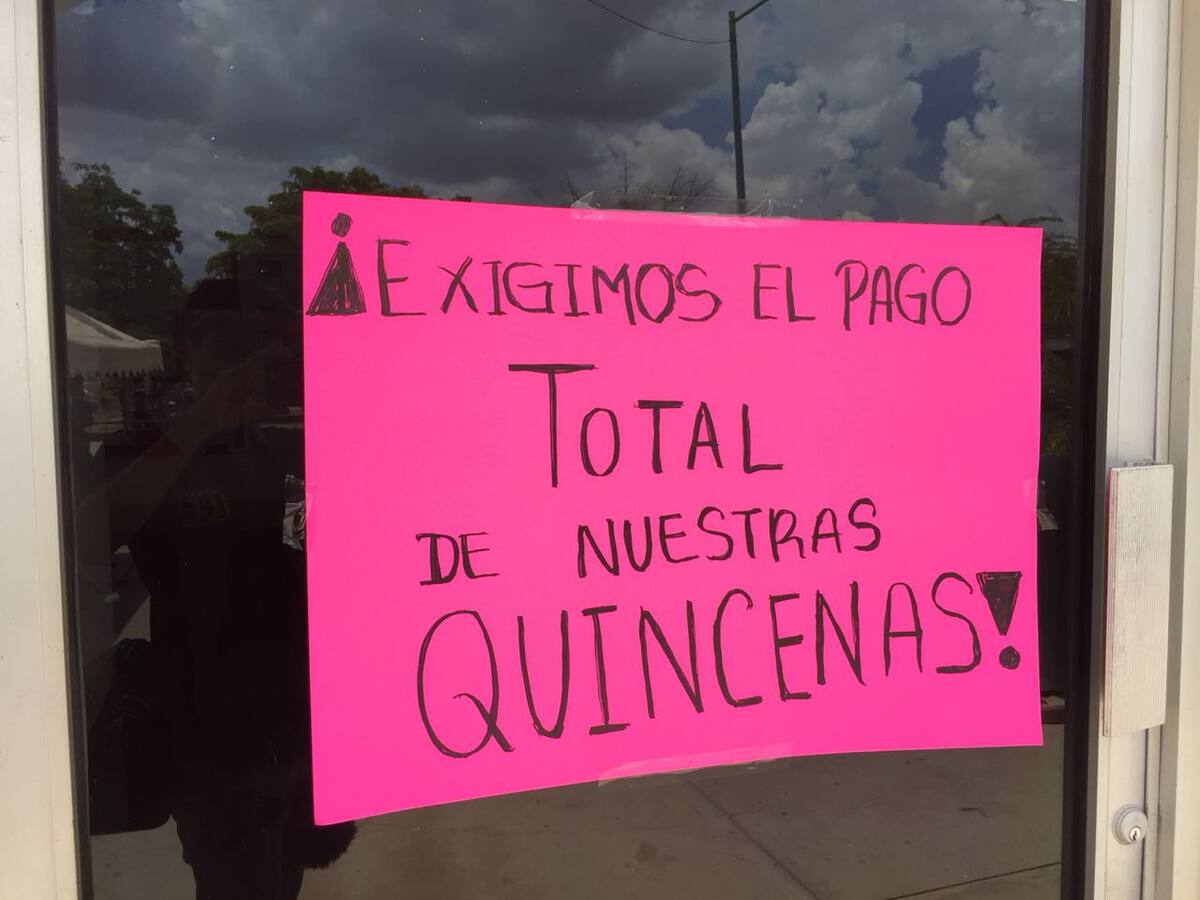 ¡EXIGIMOS EL PAGO
TOTAL
DE NUESTRAS
QUINCENAS!